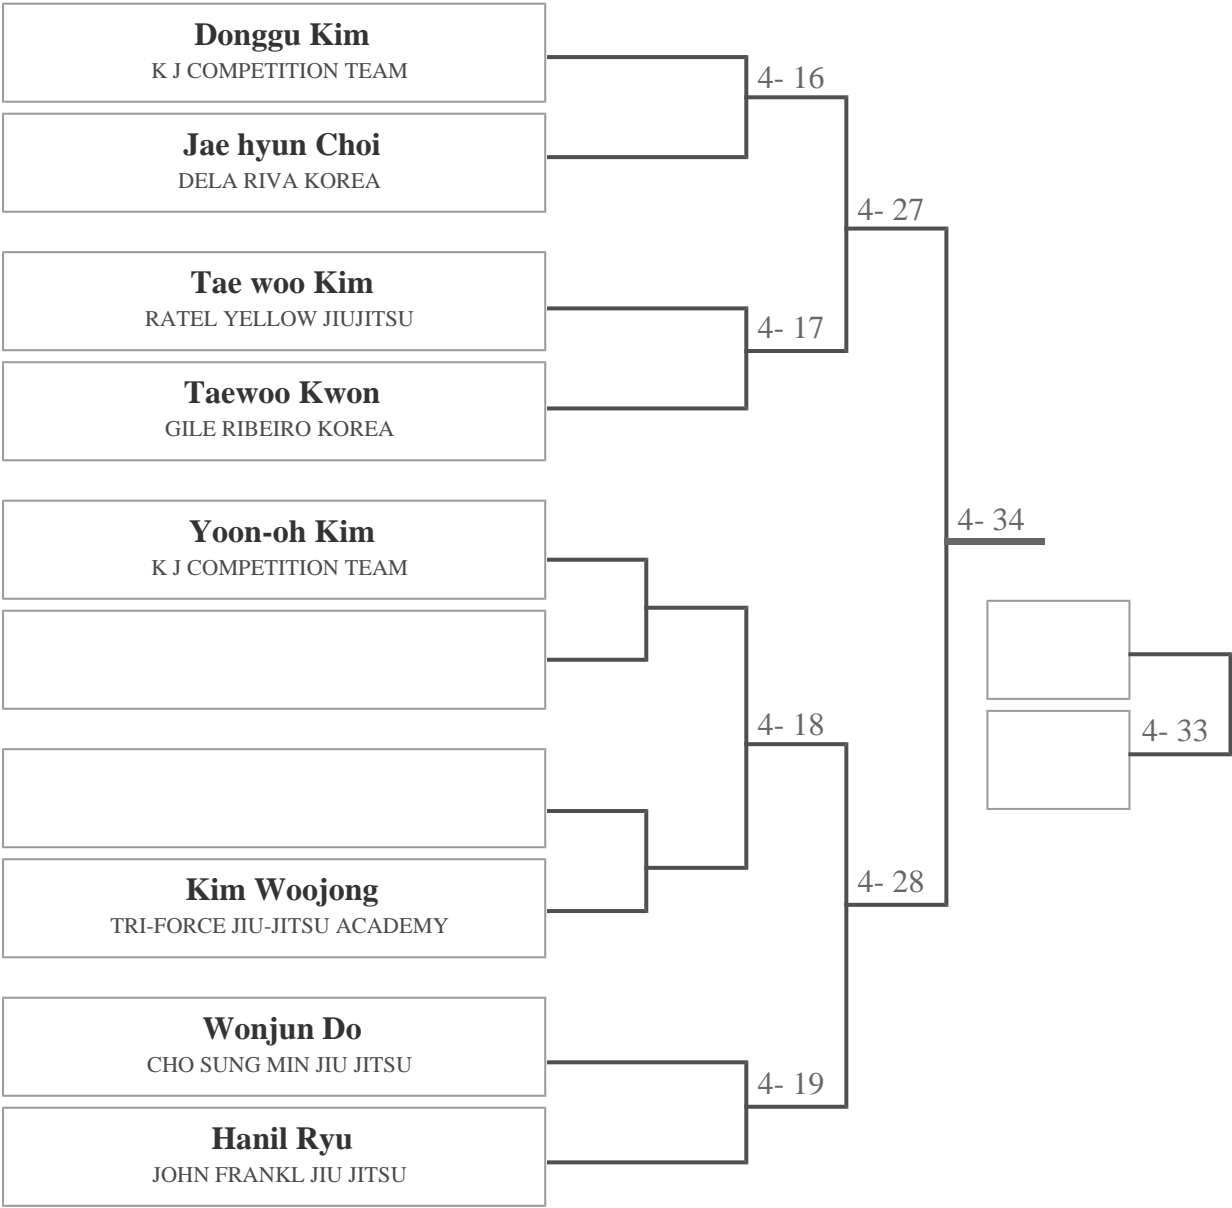 Donggu Kim
K J COMPETITION TEAM
4- 16
Jae hyun Choi
DELA RIVA KOREA
4- 27
Tae woo Kim
RATEL YELLOW JIUJITSU
4- 17
Taewoo Kwon
GILE RIBEIRO KOREA
Yoon-oh Kim
K J COMPETITION TEAM
4- 34
4- 18
4- 33
Kim Woojong
TRI-FORCE JIU-JITSU ACADEMY
4- 28
Wonjun Do
CHO SUNG MIN JIU JITSU
4- 19
Hanil Ryu
JOHN FRANKL JIU JITSU